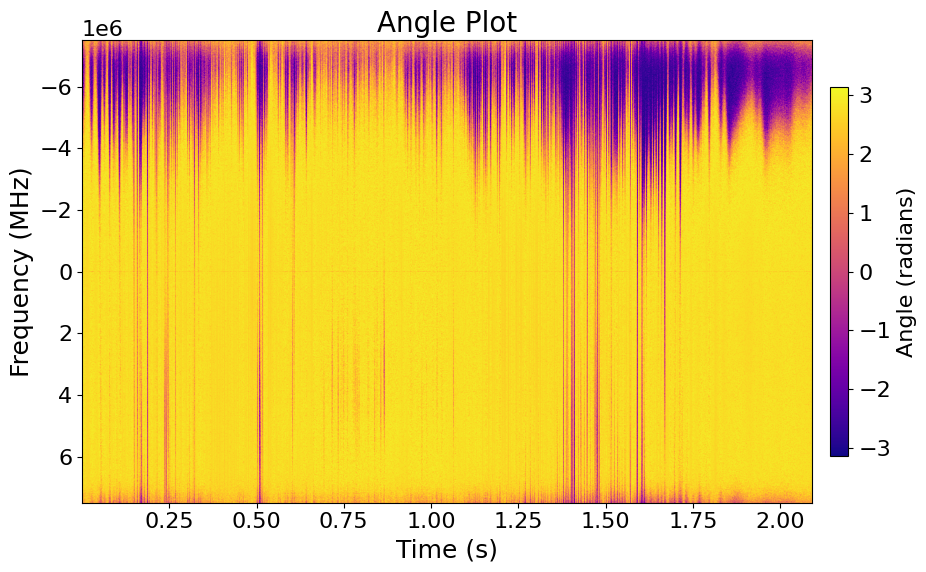 Angle Plot
1e6
−6
−4
−2
0
2
4
6
Frequency (MHz)
0.25 0.50 0.75 1.00 1.25 1.50 1.75 2.00
Time (s)
3
2
1
0
−1
−2
−3
Angle (radians)